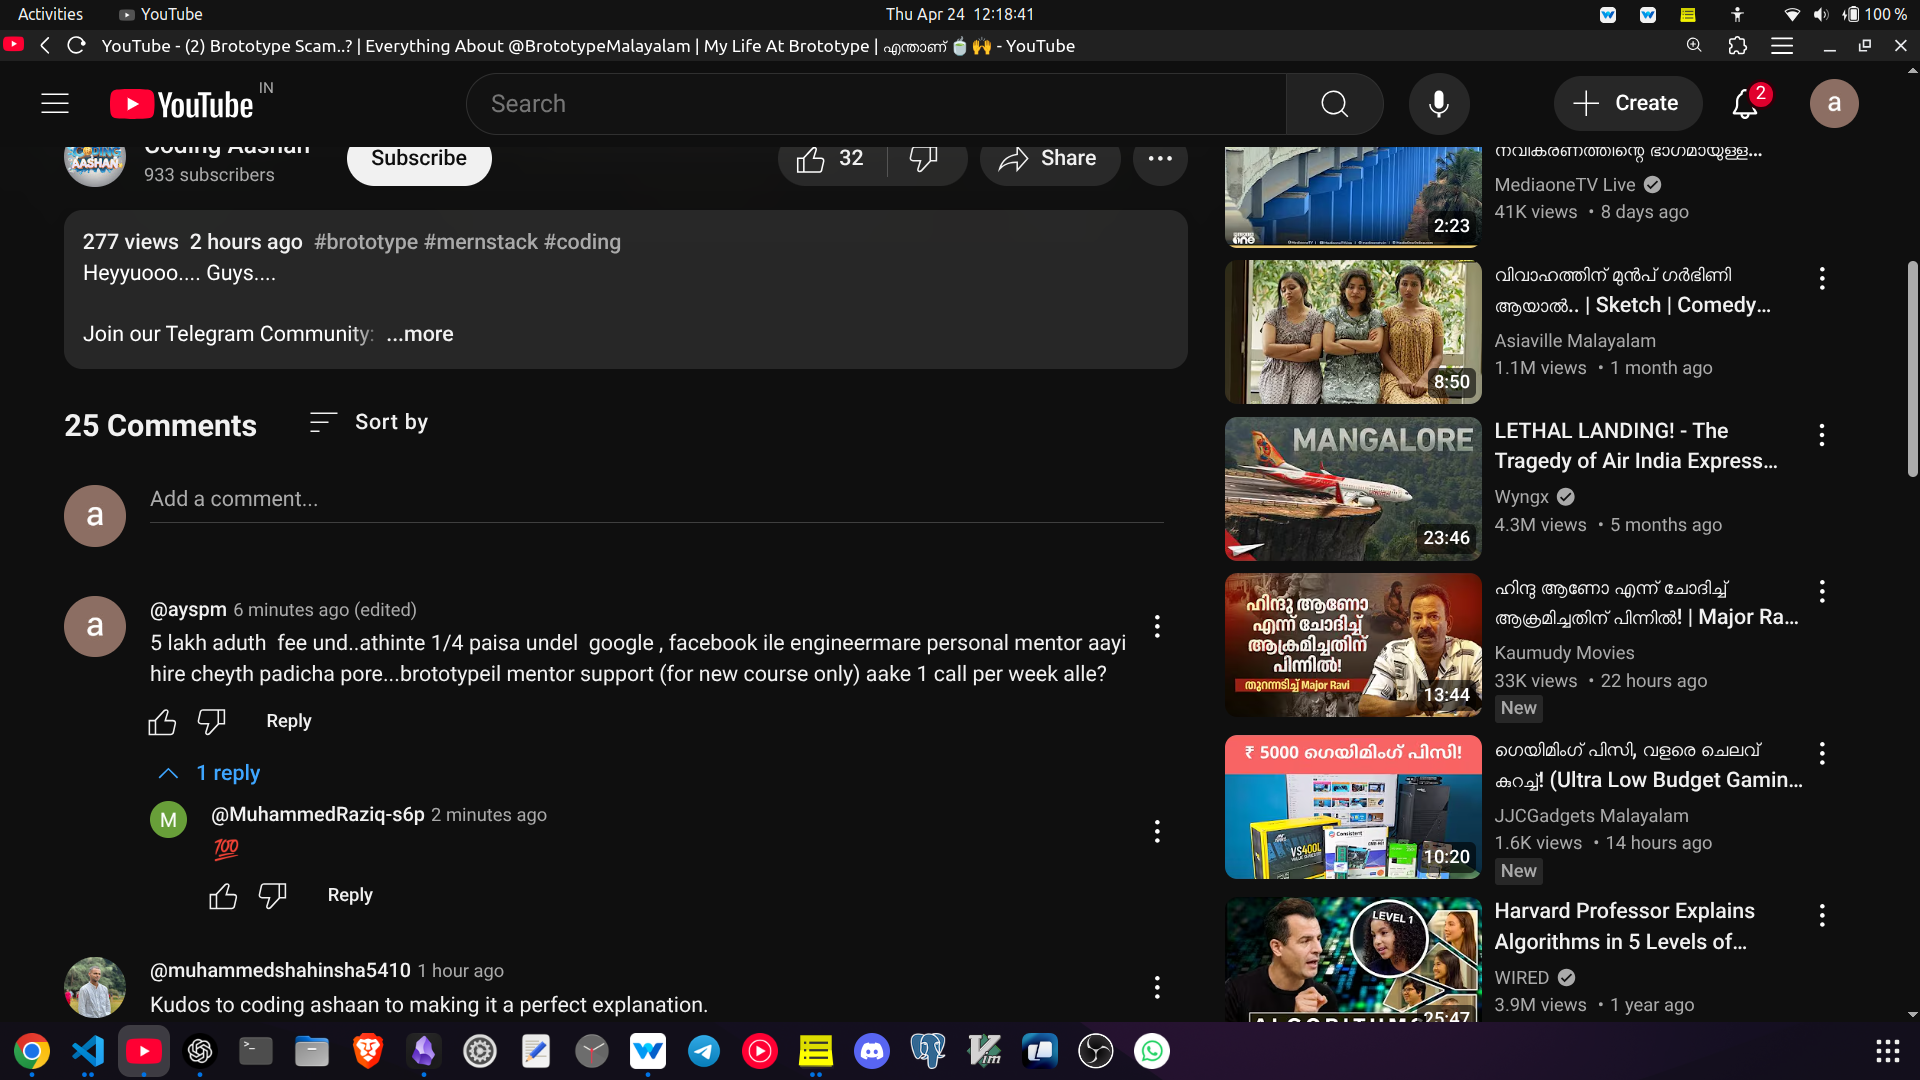 Activities
YouTube
Thu Apr 24 12:18:41
100 %
YouTube - (2) Brototype Scam..? | Everything About @BrototypeMalayalam | My Life At Brototype | എന്താണ് 🍵🙌 - YouTube
YouTube
IN
Search
Create
2
a
Coding Aashan
933 subscribers
Subscribe
32
Share
277 views 2 hours ago #brototype #mernstack #coding
Heyyuooo.... Guys....
Join our Telegram Community: ...more
25 Comments
Sort by
a
Add a comment...
a
@ayspm 6 minutes ago (edited)
5 lakh aduth fee und..athinte 1/4 paisa undel google , facebook ile engineermare personal mentor aayi
hire cheyth padicha pore...brototypeil mentor support (for new course only) aake 1 call per week alle?
Reply
1 reply
M
@MuhammedRaziq-s6p 2 minutes ago
💯
Reply
@muhammedshahinsha5410 1 hour ago
Kudos to coding ashaan to making it a perfect explanation.
2:23
നവീകരണത്തിന്റെ ഭാഗമായുള്ള...
MediaoneTV Live
41K views • 8 days ago
8:50
വിവാഹത്തിന് മുൻപ് ഗർഭിണി
ആയാൽ.. | Sketch | Comedy...
Asiaville Malayalam
1.1M views • 1 month ago
MANGALORE
23:46
LETHAL LANDING! - The
Tragedy of Air India Express...
Wyngx
4.3M views • 5 months ago
ഹിന്ദു ആണോ
എന്ന് ചോദിച്ച്
ആക്രമിച്ചതിന്
പിന്നിൽ!
തുറന്നടിച്ച് Major Ravi
13:44
ഹിന്ദു ആണോ എന്ന് ചോദിച്ച്
ആക്രമിച്ചതിന് പിന്നിൽ! | Major Ra...
Kaumudy Movies
33K views • 22 hours ago
New
₹ 5000 ഗെയിമിംഗ് പിസി!
Consistent
VS400L
10:20
ഗെയിമിംഗ് പിസി, വളരെ ചെലവ്
കുറച്ച്! (Ultra Low Budget Gamin...
JJCGadgets Malayalam
1.6K views • 14 hours ago
New
LEVEL 1
25:47
Harvard Professor Explains
Algorithms in 5 Levels of...
WIRED
3.9M views • 1 year ago